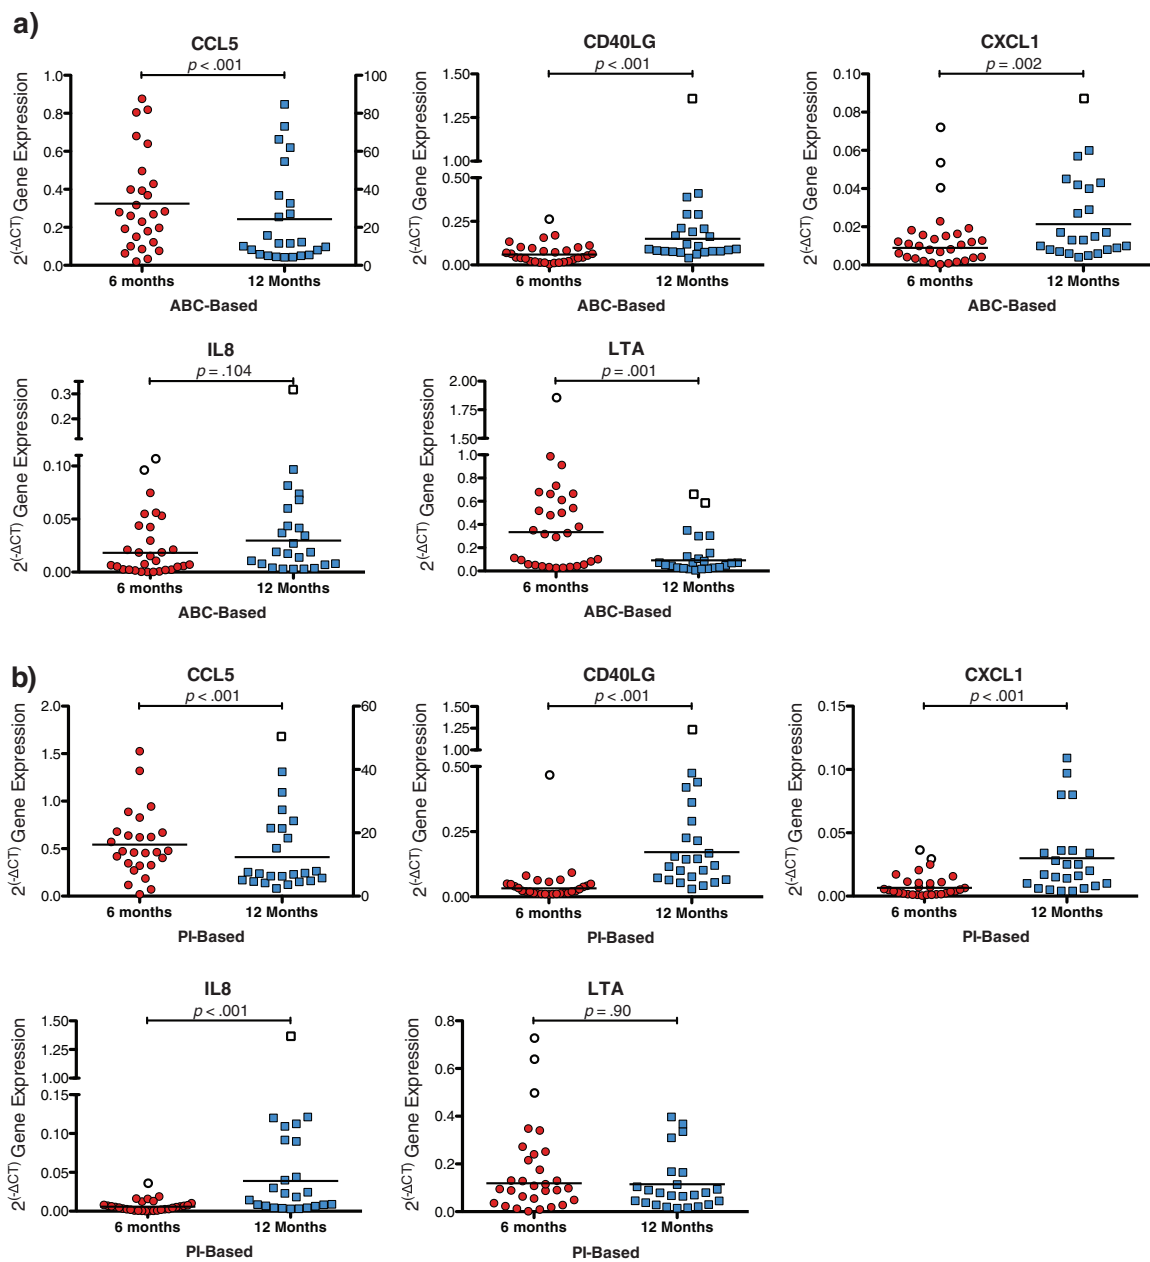 a)
CCL5
p < .001
2(-ΔCT) Gene Expression
1.0
0.8
0.6
0.4
0.2
0.0
100
80
60
40
20
0
6 months
12 Months
ABC-Based
CD40LG
p < .001
2(-ΔCT) Gene Expression
1.50
1.25
1.00
0.50
0.25
0.00
6 months
12 Months
ABC-Based
CXCL1
p = .002
2(-ΔCT) Gene Expression
0.10
0.08
0.06
0.04
0.02
0.00
6 months
12 Months
ABC-Based
IL8
p = .104
2(-ΔCT) Gene Expression
0.3
0.2
0.10
0.05
0.00
6 months
12 Months
ABC-Based
LTA
p = .001
2(-ΔCT) Gene Expression
2.00
1.75
1.50
1.0
0.8
0.6
0.4
0.2
0.0
6 months
12 Months
ABC-Based
b)
CCL5
p < .001
2(-ΔCT) Gene Expression
2.0
1.5
1.0
0.5
0.0
60
40
20
0
6 months
12 Months
PI-Based
CD40LG
p < .001
2(-ΔCT) Gene Expression
1.50
1.25
1.00
0.50
0.25
0.00
6 months
12 Months
PI-Based
CXCL1
p < .001
2(-ΔCT) Gene Expression
0.15
0.10
0.05
0.00
6 months
12 Months
PI-Based
IL8
p < .001
2(-ΔCT) Gene Expression
1.50
1.25
1.00
0.15
0.10
0.05
0.00
6 months
12 Months
PI-Based
LTA
p = .90
2(-ΔCT) Gene Expression
0.8
0.6
0.4
0.2
0.0
6 months
12 Months
PI-Based